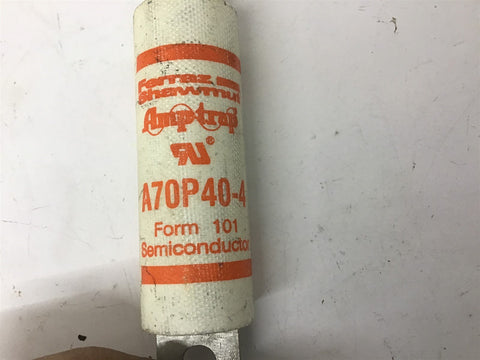 Ferraz
Shawmut
Amp-trap
A70P40-4
Form 101
Semiconductor